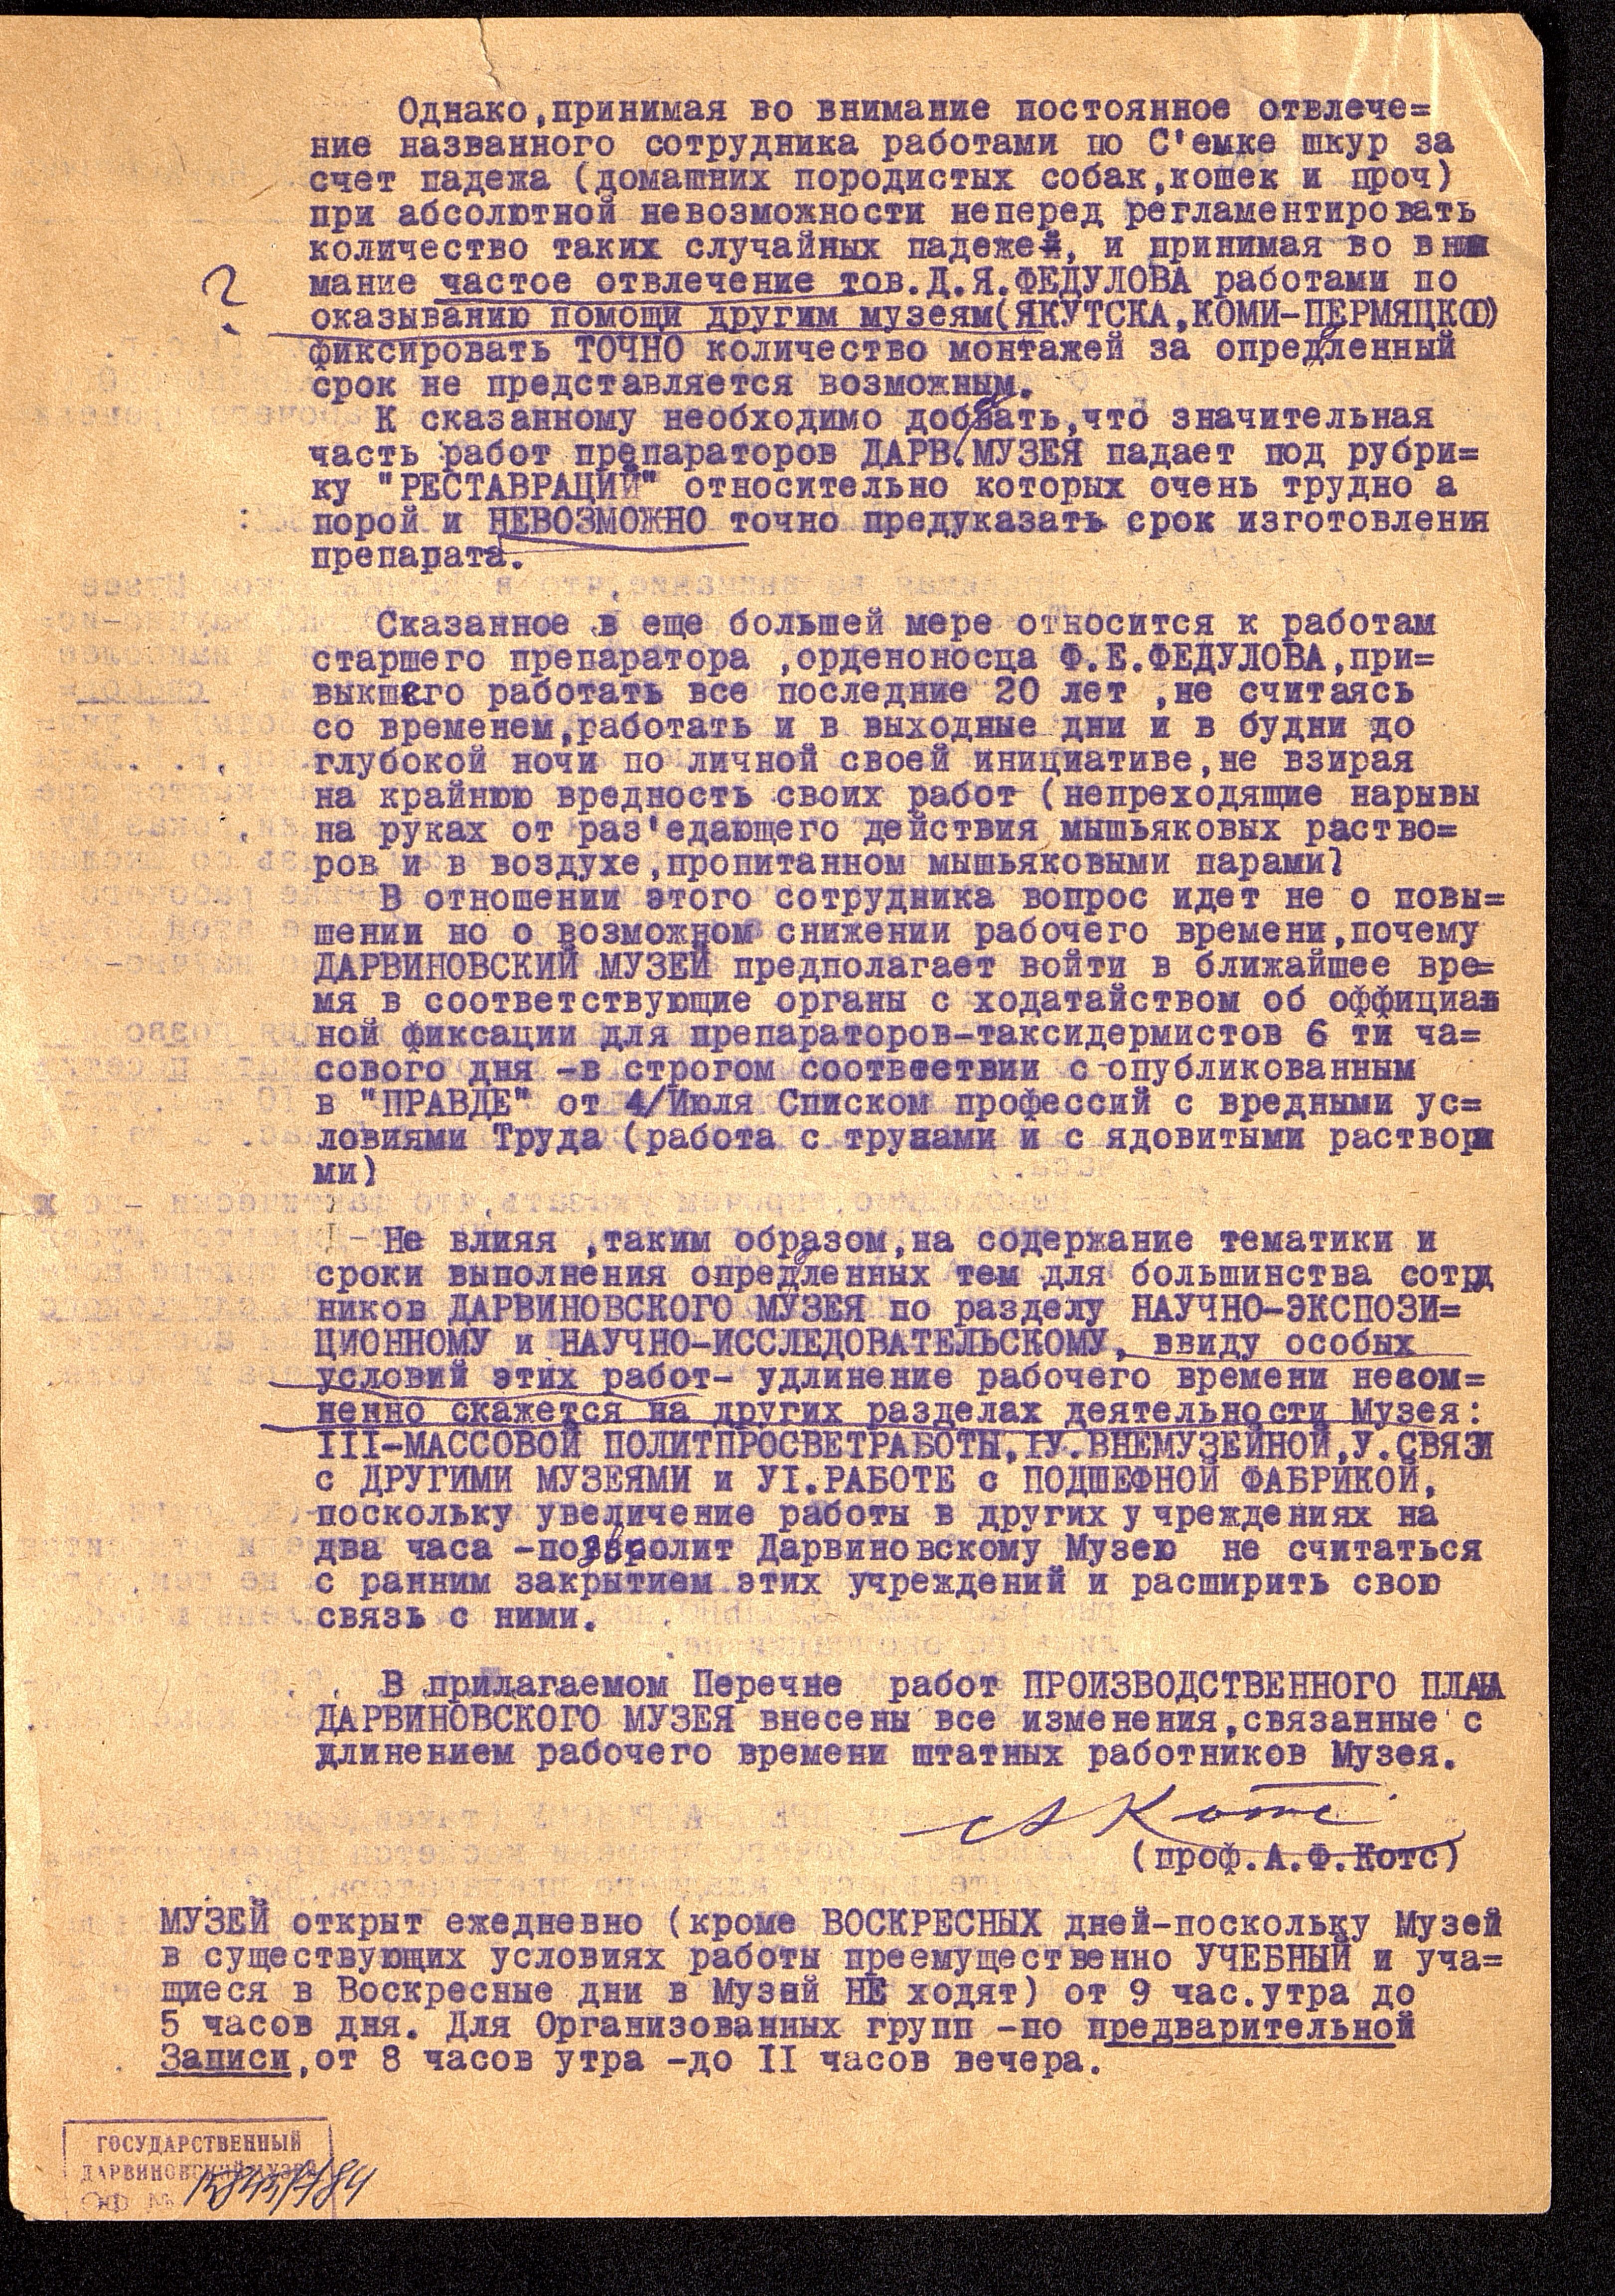 Однако,принимая во внимание постоянное отвлече=
ние названного сотрудника работами по С'емке шкур за
счет падежа (домашних породистых собак,кошек и проч)
при абсолютной невозможности неперед регламентировать
количество таких случайных падежей, и принимая во вни
?
мание частое отвлечение тов.Д.Я.ФЕДУЛОВА работами по
оказыванию помощи другим музеям(ЯКУТСКА,КОМИ-ПЕРМЯЦКОГО)
фиксировать ТОЧНО количество монтажей за определенный
срок не представляется возможным.
К сказанному необходимо добавать,что значительная
часть работ препараторов ДАРВ.МУЗЕЯ падает под рубри=
ку "РЕСТАВРАЦИЙ" относительно которых очень трудно а
порой и НЕВОЗМОЖНО точно предуказать срок изготовления
препарата.
Сказанное в еще большей мере относится к работам
старшего препаратора ,орденоносца Ф.Е.ФЕДУЛОВА,при=
выкшего работать все последние 20 лет ,не считаясь
со временем,работать и в выходные дни и в будни до
глубокой ночи по личной своей инициативе,не взирая
на крайнюю вредность своих работ (непреходящие нарывы
на руках от раз'едающего действия мышьяковых раство=
ров и в воздухе,пропитанном мышьяковыми парами)
В отношении этого сотрудника вопрос идет не о повы=
шении но о возможном снижении рабочего времени,почему
ДАРВИНОВСКИЙ МУЗЕЙ предполагает войти в ближайшее вре=
мя в соответствующие органы с ходатайством об оффициаль
ной фиксации для препараторов-таксидермистов 6 ти ча=
сового дня -в строгом соотвеетвии с опубликованным
в "ПРАВДЕ" от 4/Июля Списком профессий с вредными ус=
ловиями Труда (работа с трупами и с ядовитыми раствора
ми)
Не влияя ,таким образом,на содержание тематики и
сроки выполнения определенных тем для большинства сотруд
ников ДАРВИНОВСКОГО МУЗЕЯ по разделу НАУЧНО-ЭКСПОЗИ=
ЦИОННОМУ и НАУЧНО-ИССЛЕДОВАТЕЛЬСКОМУ, ввиду особых
условий этих работ- удлинение рабочего времени несом=
ненно скажется на других разделах деятельности Музея:
III-МАССОВОЙ ПОЛИТПРОСВЕТРАБОТЫ,IУ.ВНЕМУЗЕЙНОЙ,У.СВЯЗИ
с ДРУГИМИ МУЗЕЯМИ и УI.РАБОТЕ с ПОДШЕФНОЙ ФАБРИКОЙ,
поскольку увеличение работы в других учреждениях на
два часа -позволит Дарвиновскому Музею не считаться
с ранним закрытием этих учреждений и расширить свою
связь с ними.
В прилагаемом Перечне работ ПРОИЗВОДСТВЕННОГО ПЛАНА
ДАРВИНОВСКОГО МУЗЕЯ внесены все изменения,связанные с
длинением рабочего времени штатных работников Музея.
А Котс
(проф.А.Ф.Котс)
МУЗЕЙ открыт ежедневно (кроме ВОСКРЕСНЫХ дней-поскольку Музей
в существующих условиях работы преемущественно УЧЕБНЫЙ и уча=
щиеся в Воскресные дни в Музей НЕ ходят) от 9 час.утра до
5 часов дня. Для Организованных групп -по предварительной
Записи,от 8 часов утра -до II часов вечера.
ГОСУДАРСТВЕННЫЙ
ДАРВИНОВСКИЙ МУЗЕЙ
ОФ №